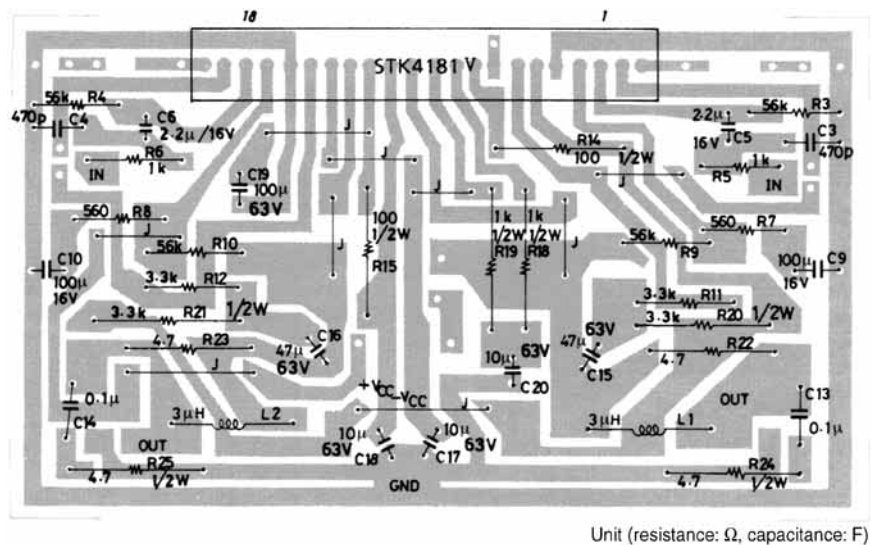 18 1
STK4181 V
56k R4
470p C4
C6
2.2μ/16V
R6
1k
IN
C19
100μ
63V
J
J
J
R14
100 1/2W
J
2.2μ
16V C5
56k R3
C3
470p
R5 1k
IN
560 R8
J
56k R10
C10
100μ
16V
3.3k R12
3.3k R21 1/2W
4.7 R23
J
J
100
1/2W
R15
1k 1k
1/2W 1/2W
R19 R18
J
560 R7
56k R9
100μ C9
16V
3.3k R11
3.3k R20 1/2W
4.7 R22
C16
47μ
63V
63V
47μ C15
63V
10μ
C20
+VCC -VCC
J
0.1μ
C14
3μH L2
OUT
4.7 R25
1/2W
10μ
63V C18
10μ
63V
C17
GND
3μH L1
OUT
C13
0.1μ
4.7 R24
1/2W
Unit (resistance: Ω, capacitance: F)